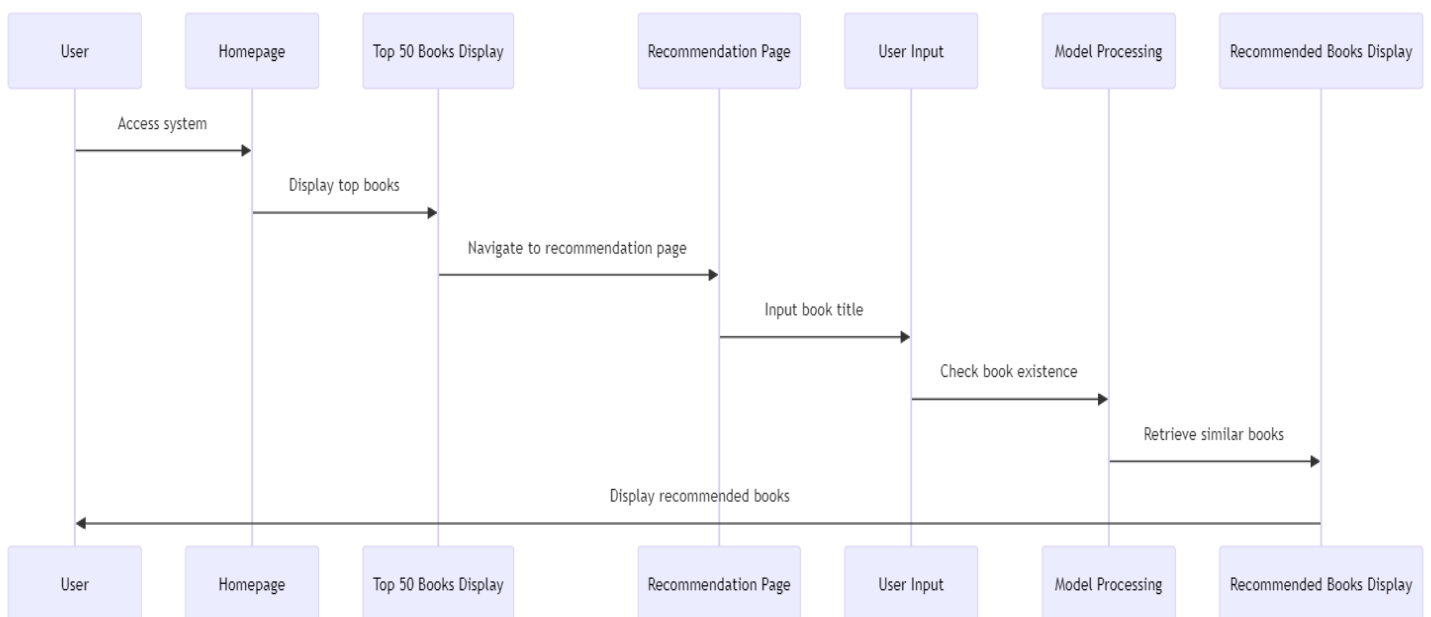 User
Homepage
Top 50 Books Display
Recommendation Page
User Input
Model Processing
Recommended Books Display
Access system
Display top books
Navigate to recommendation page
Input book title
Check book existence
Retrieve similar books
Display recommended books
User
Homepage
Top 50 Books Display
Recommendation Page
User Input
Model Processing
Recommended Books Display